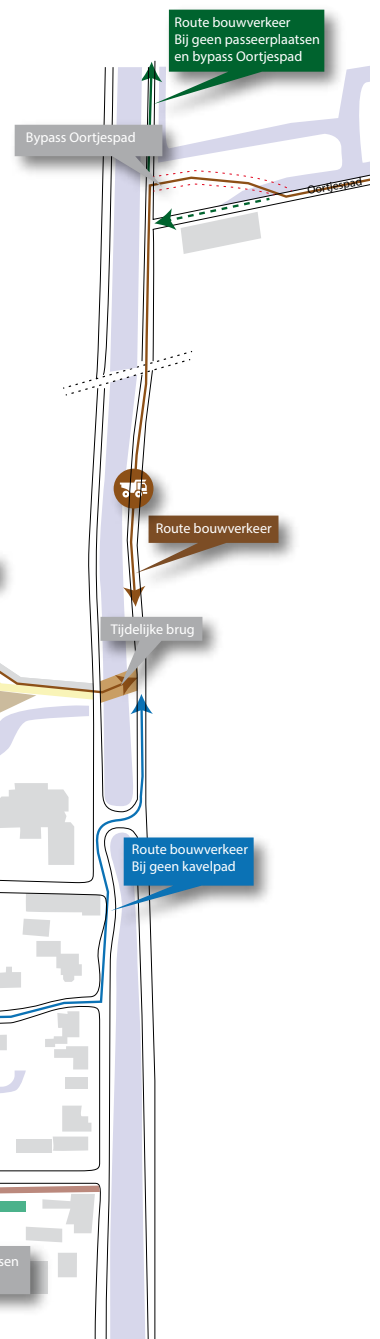 Route bouwverkeer
Bij geen passeerplaatsen
en bypass Oortjespad
Bypass Oortjespad
Oortjespad
Route bouwverkeer
Tijdelijke brug
Route bouwverkeer
Bij geen kavelpad